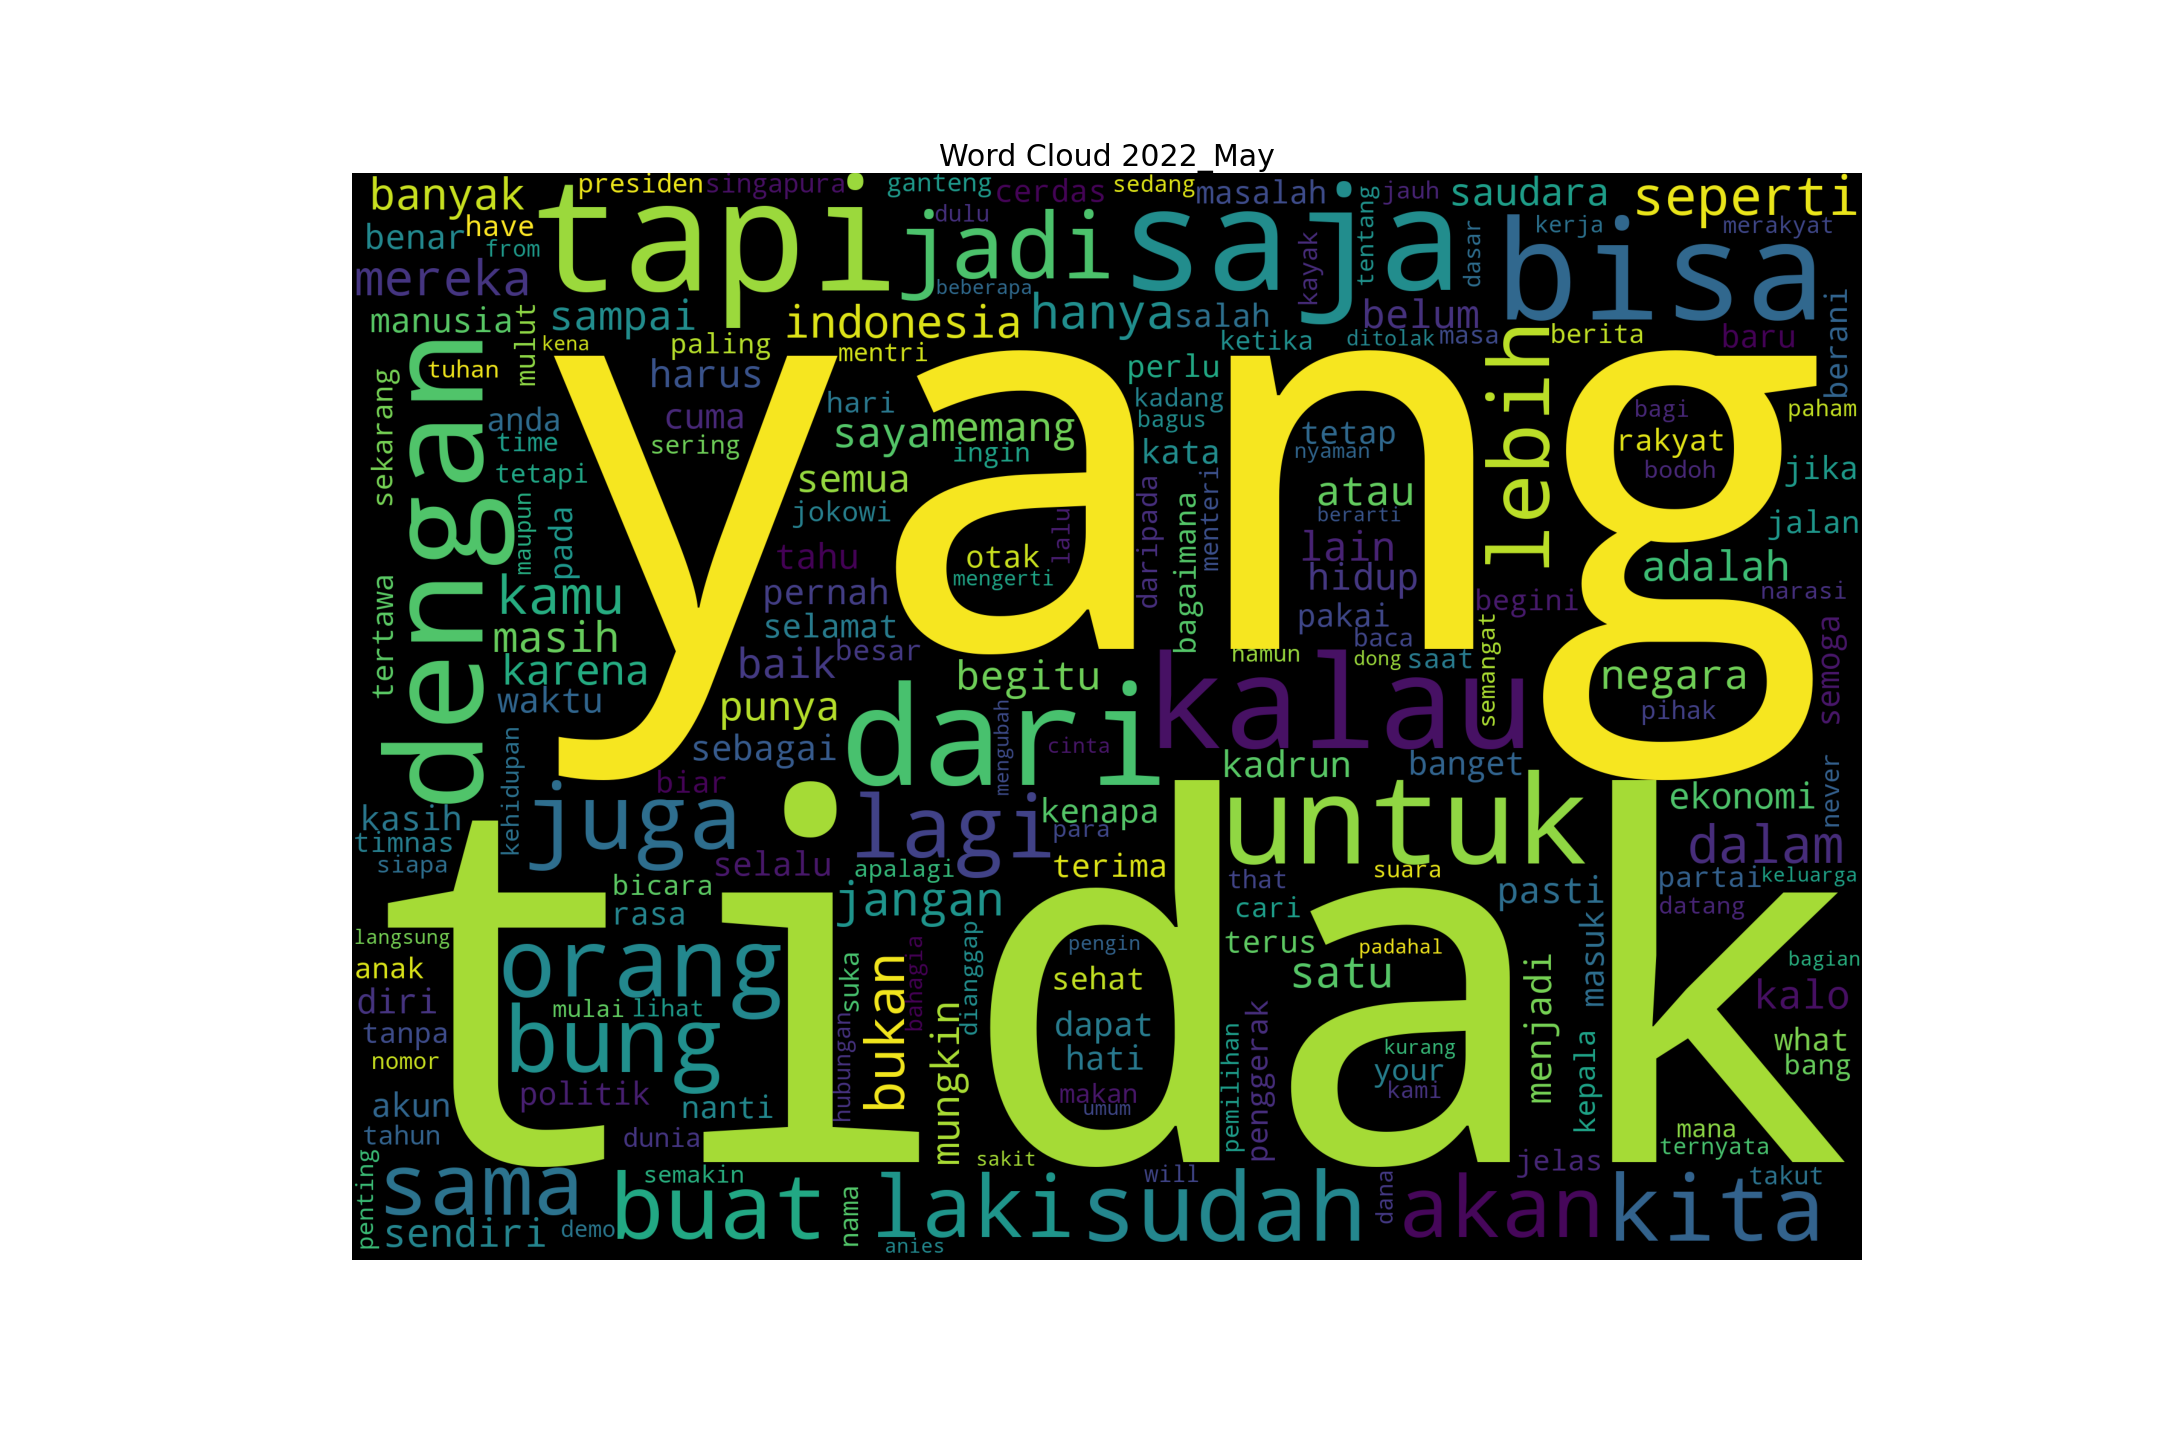 Word Cloud 2022_May
banyak
presiden
singapura
ganteng
cerdas
sedang
masalah
jauh
saudara
seperti
have
benar
from
tapi
dulu
jadi
saja
tentang
kayak
dasar
kerja
merakyat
bisa
mereka
beberapa
manusia
mulut
sampai
indonesia
hanya
salah
belum
berani
kena
paling
mentri
ketika
ditolak
masa
lebih
berita
baru
tuhan
dengan
harus
perlu
sekarang
anda
cuma
hari
kadang
bagus
bagi
paham
time
sering
saya
memang
ingin
kata
tetap
nyaman
rakyat
bodoh
jika
tetapi
yang
semua
jokowi
atau
berarti
jalan
maupun
pada
tahu
otak
lalu
mengerti
daripada
bagaimana
menteri
lain
hidup
adalah
narasi
tertawa
kamu
pernah
pakai
begini
masih
selamat
besar
baca
semoga
karena
baik
begitu
namun
dong
saat
semangat
negara
waktu
punya
pihak
kehidupan
sebagai
dari
mengubah
cinta
kalau
kadrun
banget
biar
kasih
juga
lagi
kenapa
para
untuk
ekonomi
never
timnas
siapa
selalu
apalagi
terima
suara
dalam
bicara
rasa
jangan
that
cari
pasti
partai
keluarga
datang
langsung
tidak
orang
bukan
bahagia
suka
dianggap
pengin
terus
padahal
masuk
bagian
anak
diri
mulai
lihat
sehat
satu
menjadi
kalo
tanpa
bung
hubungan
mungkin
dapat
what
nomor
hati
pemilihan
penggerak
kurang
your
kepala
bang
akun
politik
nanti
makan
umum
kami
tahun
dunia
mana
ternyata
penting
sama
semakin
sakit
will
jelas
takut
sendiri
demo
buat
nama
laki
anies
sudah
dana
akan
kita